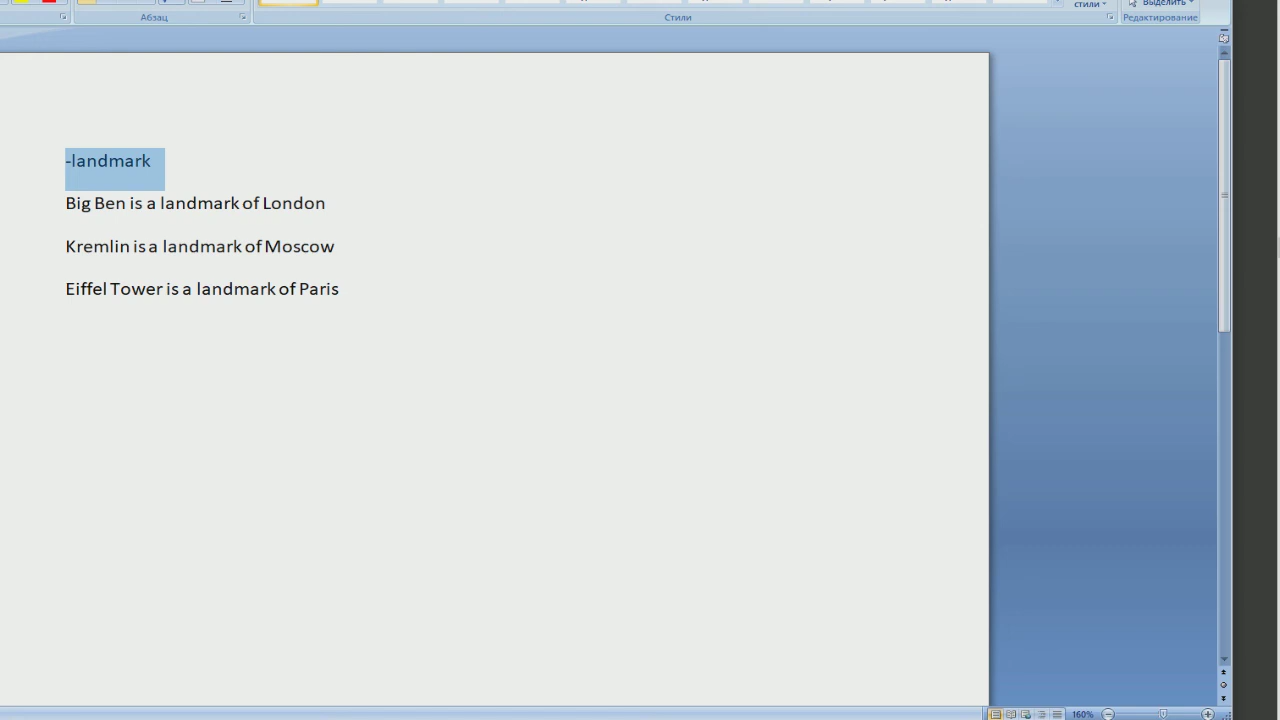 стили
Выделить
Абзац
Стили
Редактирование
-landmark
Big Ben is a landmark of London
Kremlin is a landmark of Moscow
Eiffel Tower is a landmark of Paris
160%